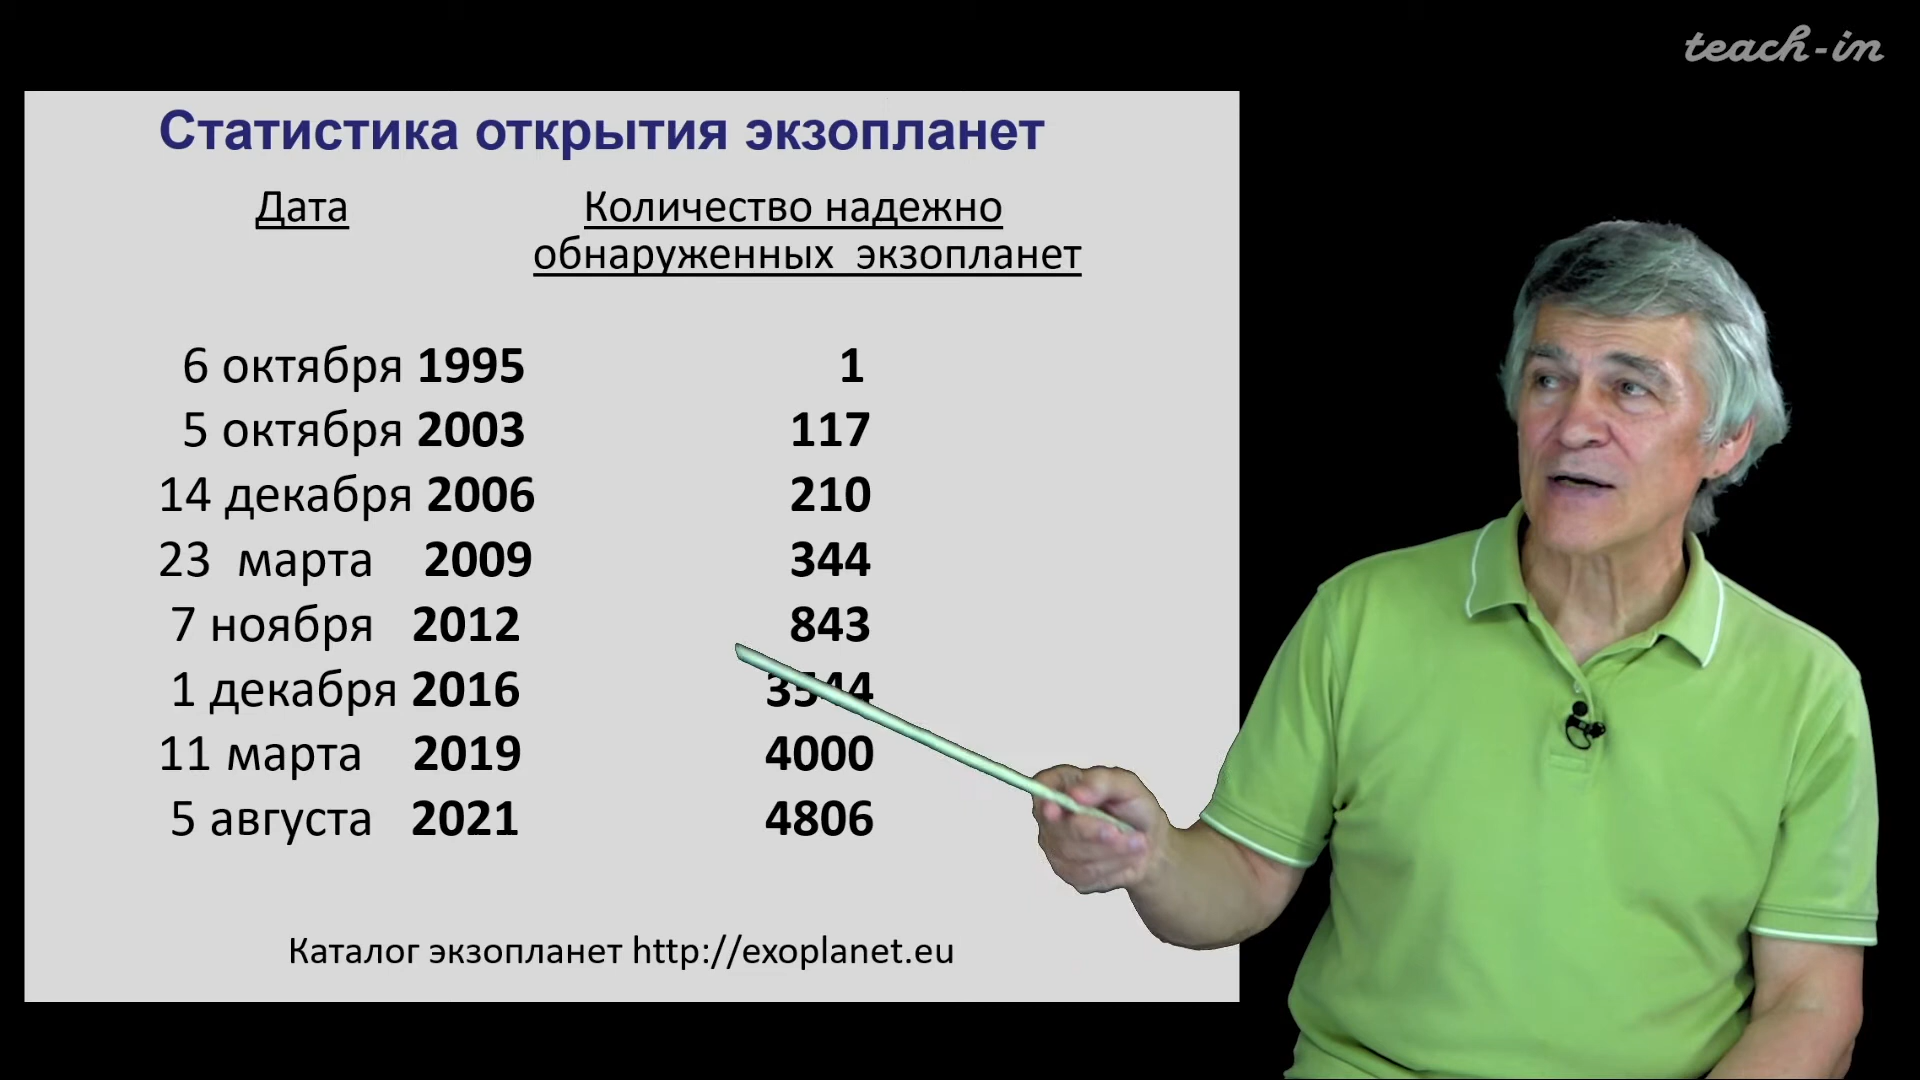 teach-in
Статистика открытия экзопланет
Дата
Количество надежно
обнаруженных экзопланет
6 октября 1995 1
5 октября 2003 117
14 декабря 2006 210
23 марта 2009 344
7 ноября 2012 843
1 декабря 2016 3544
11 марта 2019 4000
5 августа 2021 4806
Каталог экзопланет http://exoplanet.eu